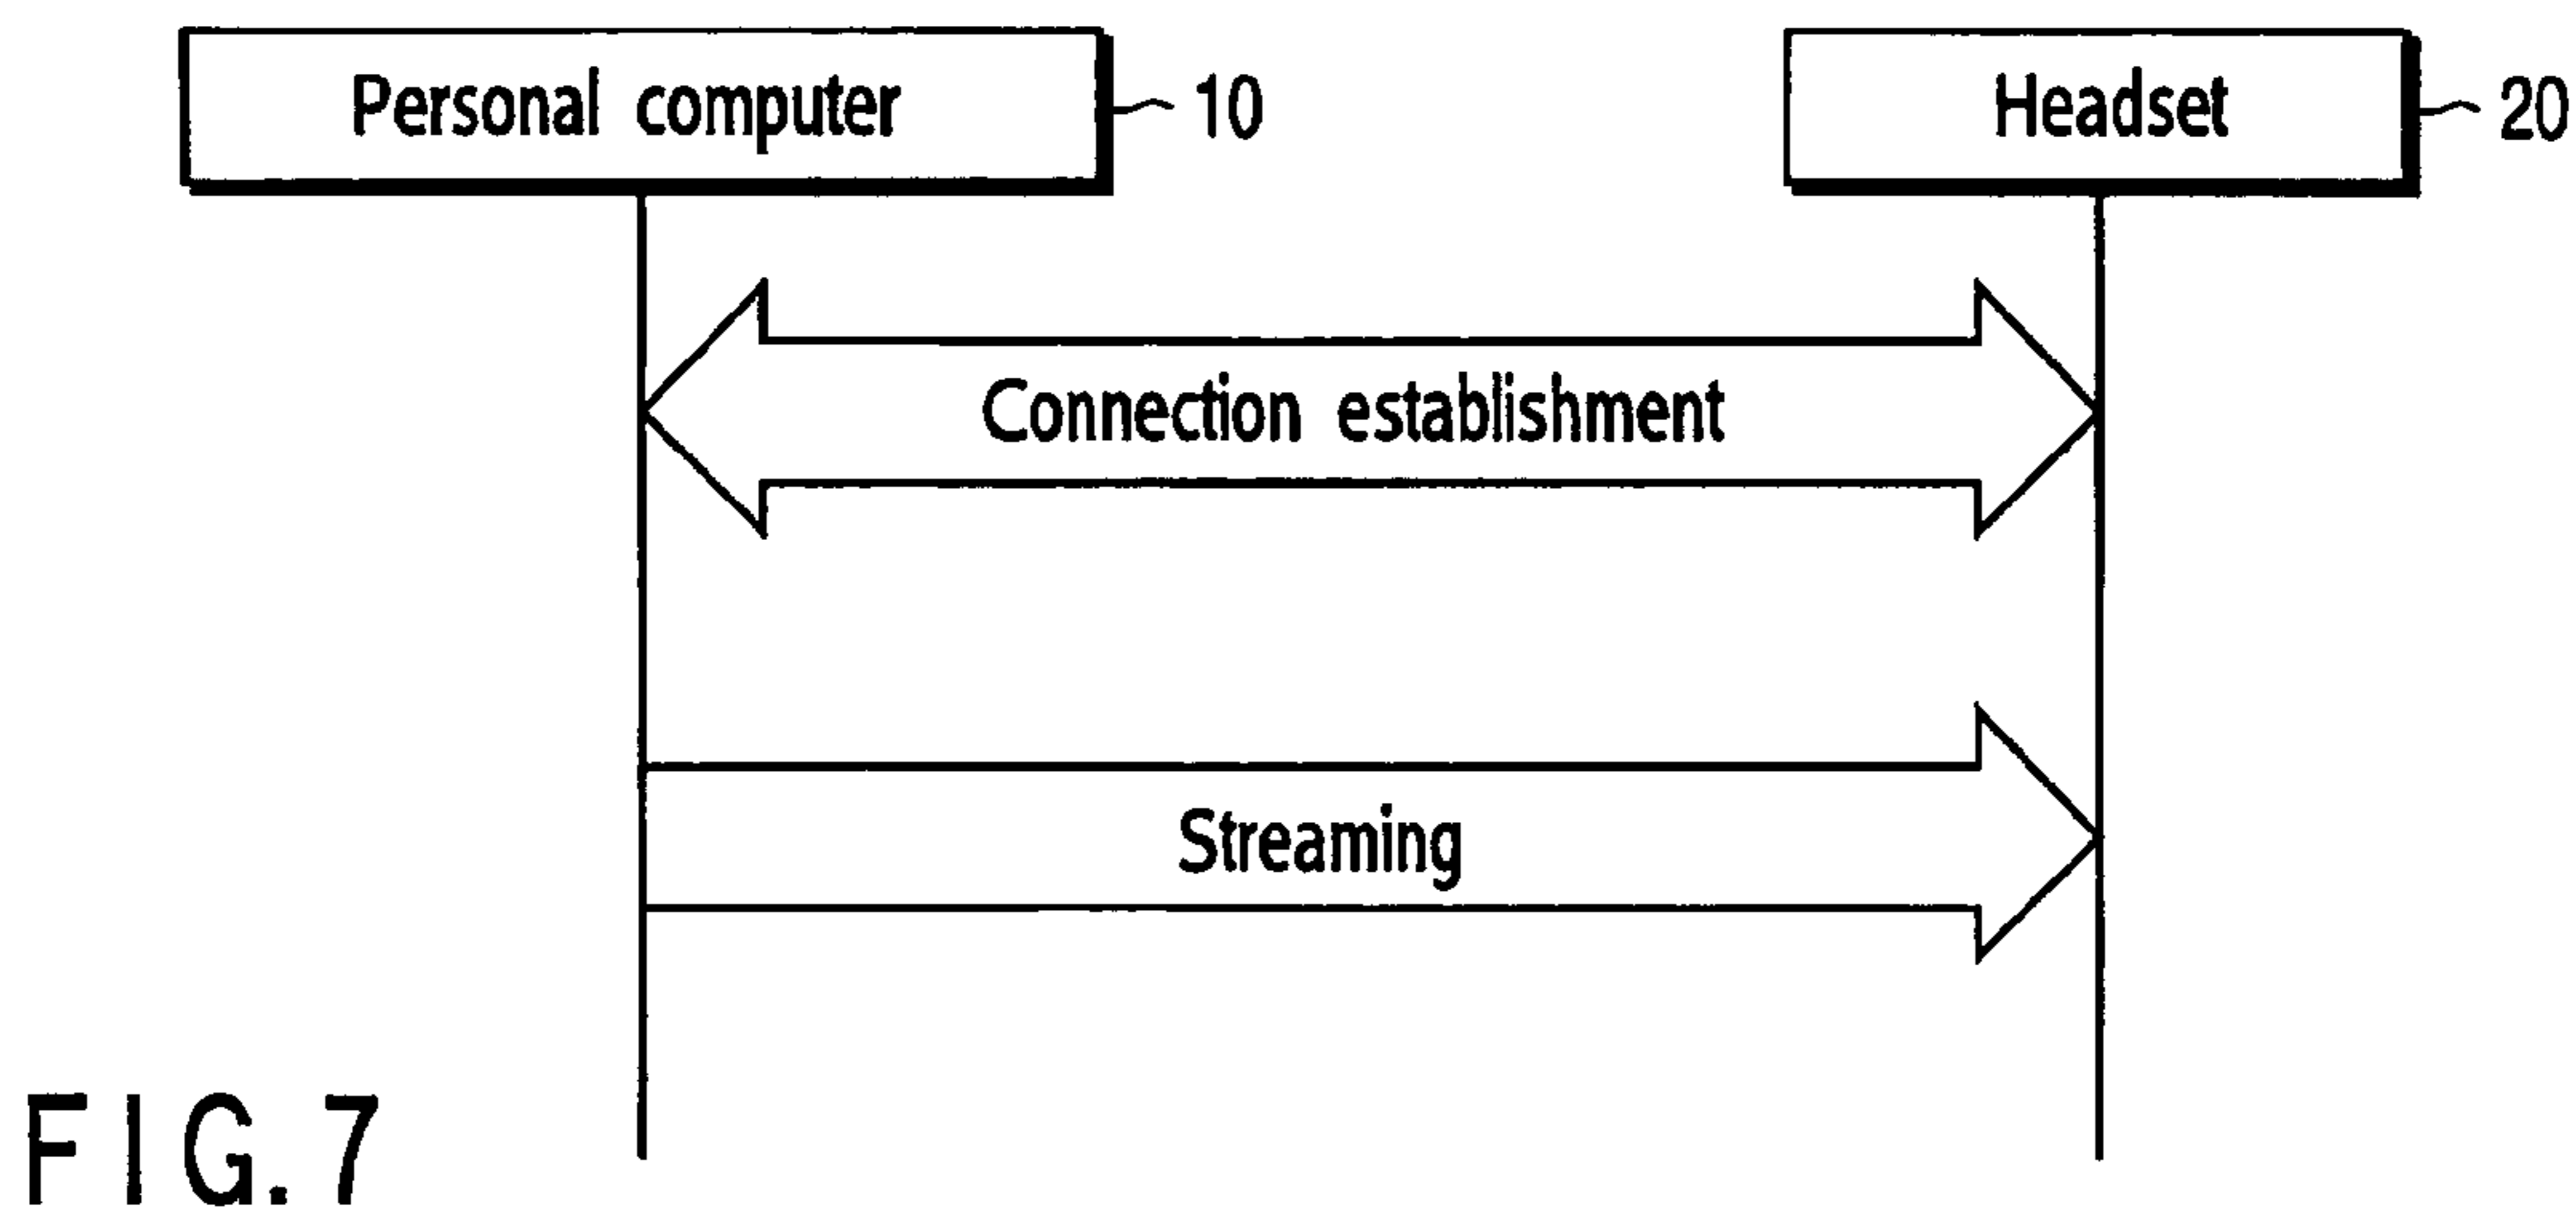 Personal computer 10 Headset 20
Connection establishment
Streaming
FIG.7